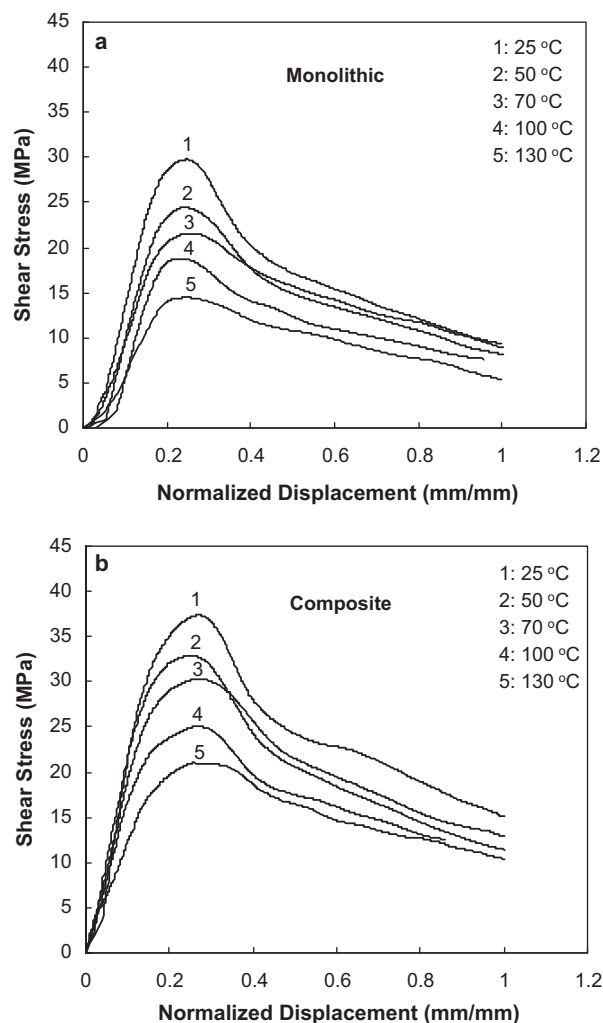 a
Monolithic
1: 25 °C
2: 50 °C
3: 70 °C
4: 100 °C
5: 130 °C
45
40
35
30
25
20
15
10
5
0
Shear Stress (MPa)
1
2
3
4
5
0 0.2 0.4 0.6 0.8 1 1.2
Normalized Displacement (mm/mm)
b
Composite
1: 25 °C
2: 50 °C
3: 70 °C
4: 100 °C
5: 130 °C
45
40
35
30
25
20
15
10
5
0
Shear Stress (MPa)
1
2
3
4
5
0 0.2 0.4 0.6 0.8 1 1.2
Normalized Displacement (mm/mm)